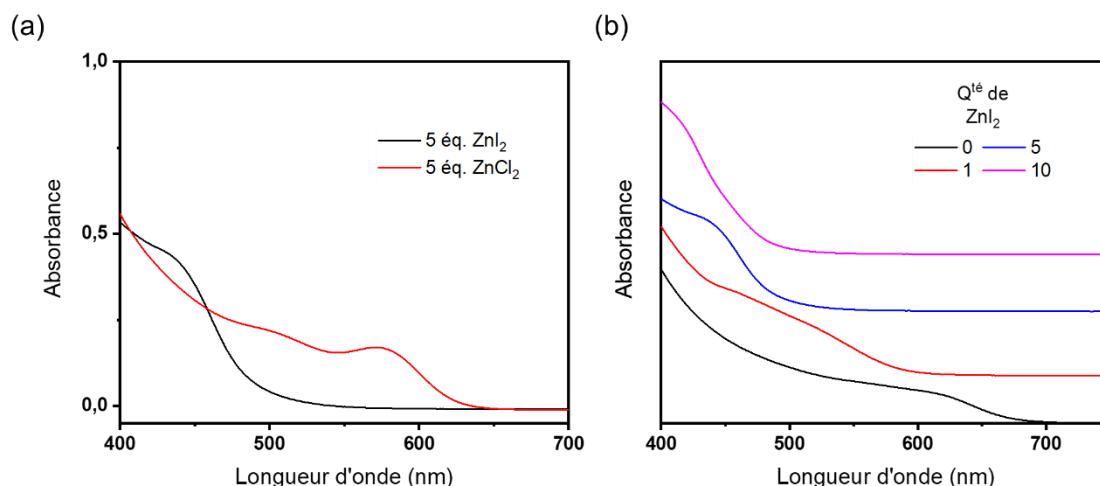 (a)
1,0
0,5
0,0
Absorbance
5 éq. ZnI₂
5 éq. ZnCl₂
400 500 600 700
Longueur d'onde (nm)
(b)
Absorbance
Qᵗᵉ́ de
ZnI₂
0 5
1 10
400 500 600 700
Longueur d'onde (nm)